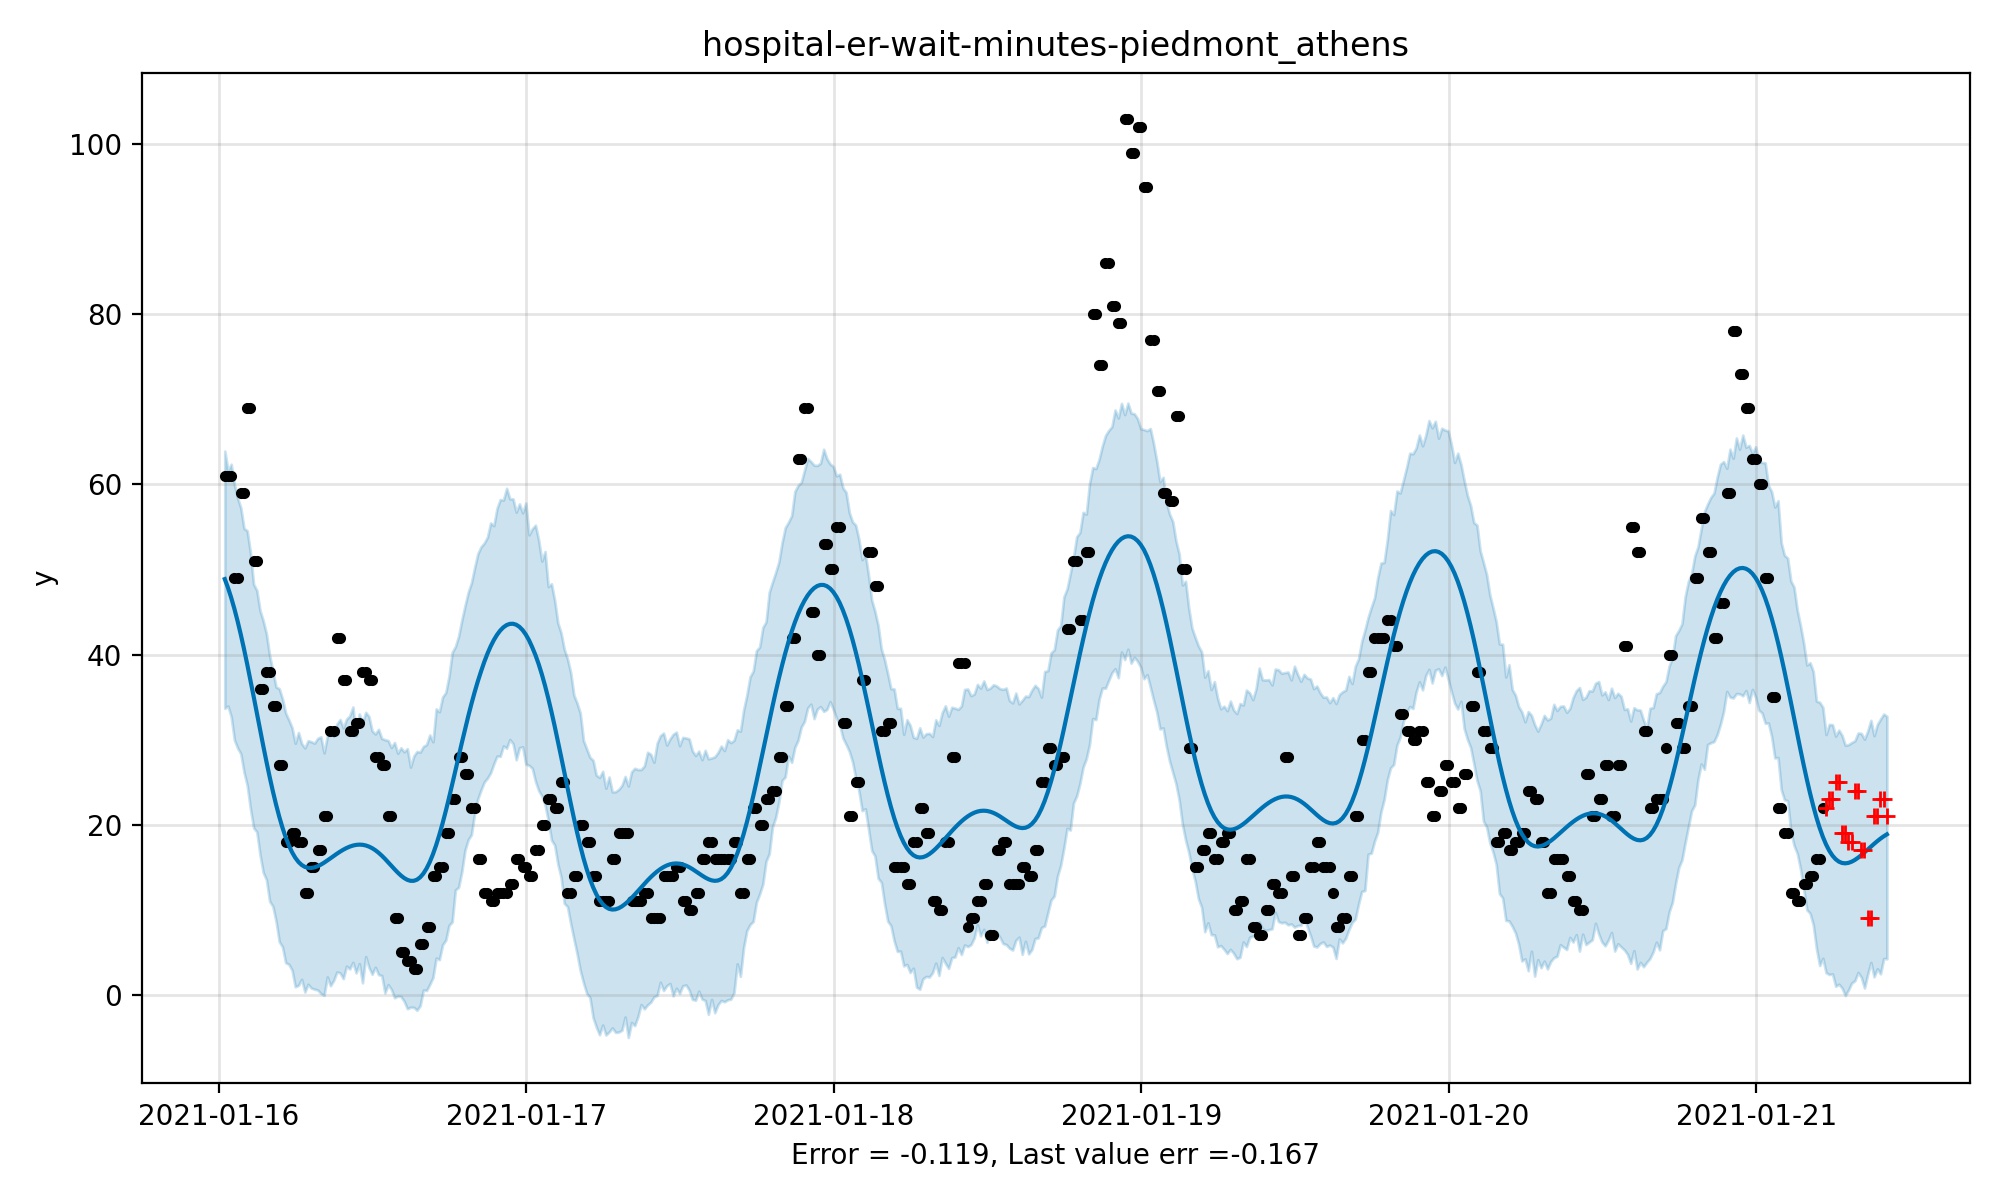 hospital-er-wait-minutes-piedmont_athens
100
80
60
40
20
0
y
2021-01-16 2021-01-17 2021-01-18 2021-01-19 2021-01-20 2021-01-21
Error = -0.119, Last value err =-0.167